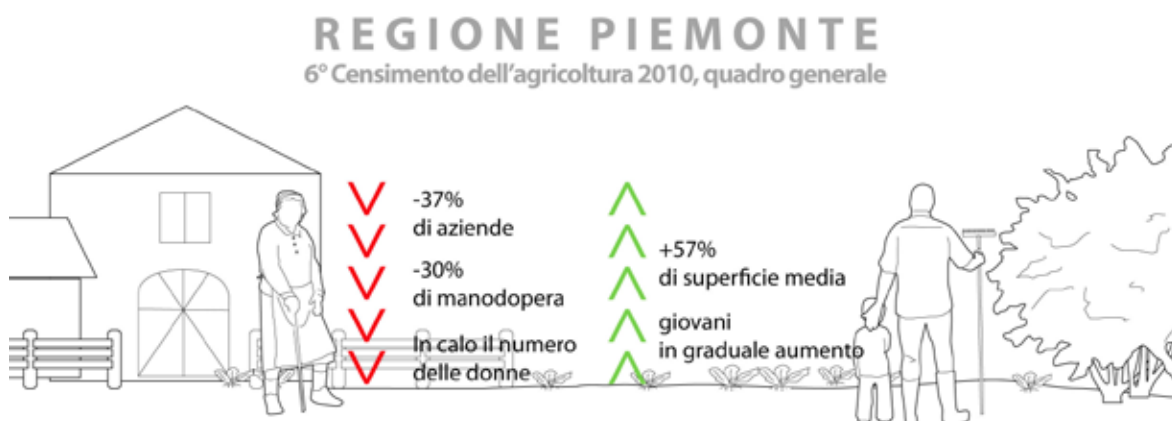 REGIONE PIEMONTE
6° Censimento dell'agricoltura 2010, quadro generale
-37%
di aziende
-30%
di manodopera
In calo il numero
delle donne
+57%
di superficie media
giovani
in graduale aumento